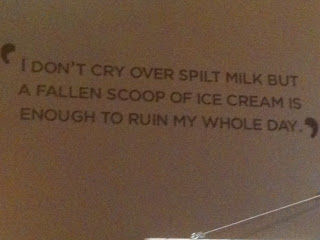 ‘I DON'T CRY OVER SPILT MILK BUT
A FALLEN SCOOP OF ICE CREAM IS
ENOUGH TO RUIN MY WHOLE DAY.’